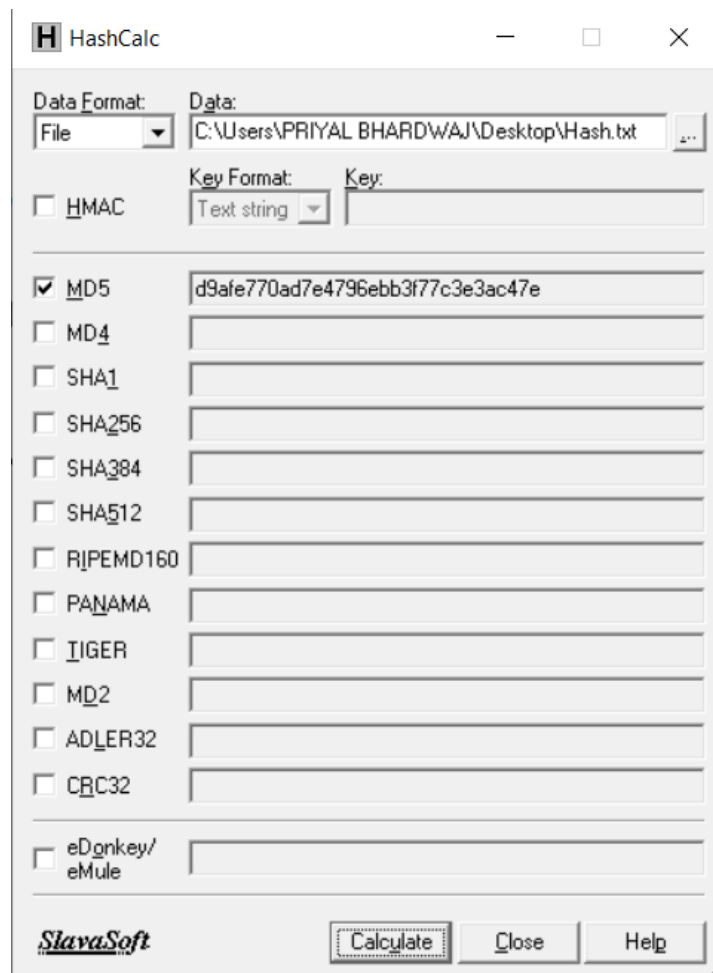 H HashCalc
Data Format: Data:
File C:\Users\PRIYAL BHARDWAJ\Desktop\Hash.txt ...
Key Format: Key:
HMAC Text string
MD5 d9afe770ad7e4796ebb3f77c3e3ac47e
MD4
SHA1
SHA256
SHA384
SHA512
RIPEMD160
PANAMA
TIGER
MD2
ADLER32
CRC32
eDonkey/
eMule
SlavaSoft Calculate Close Help